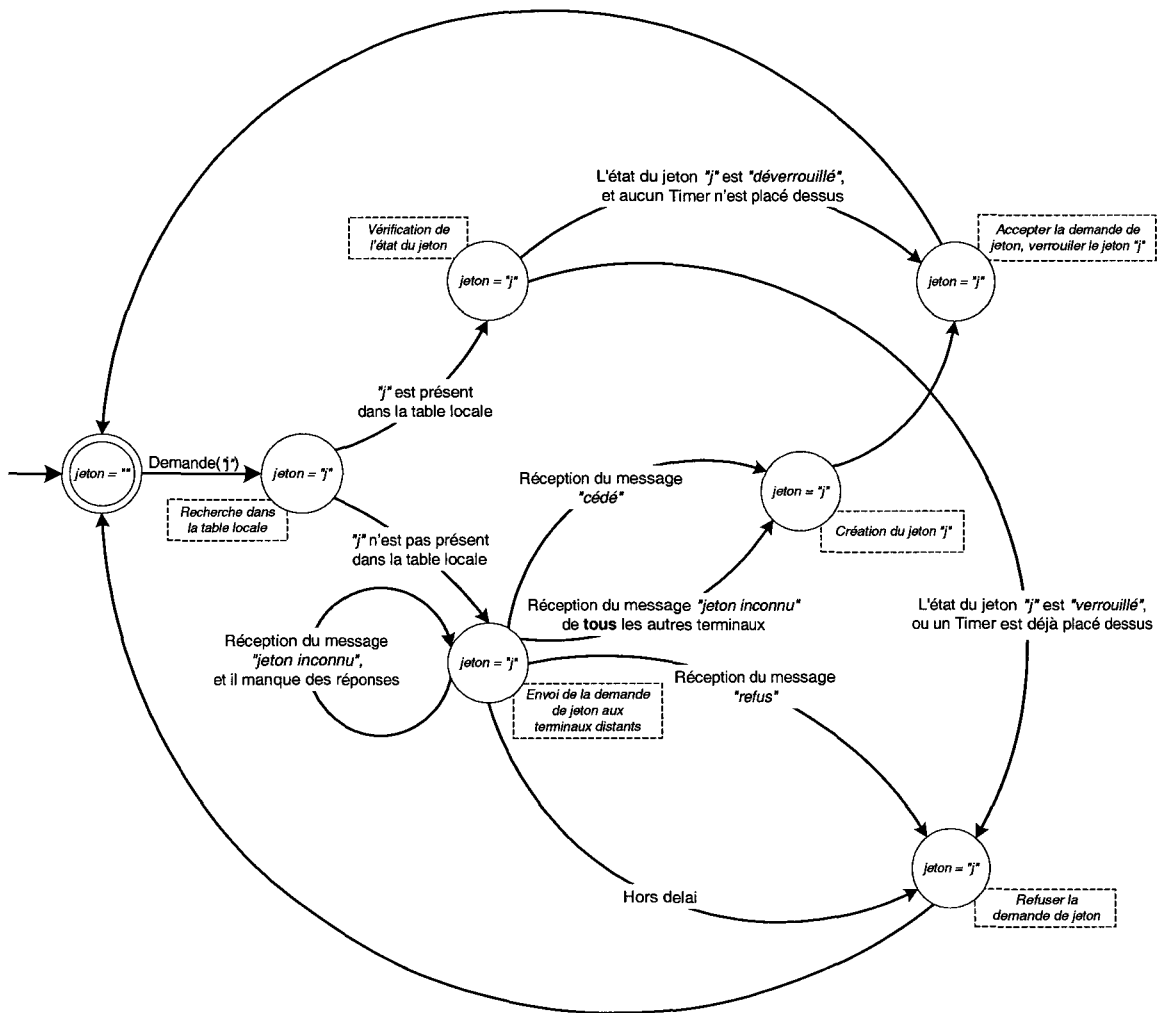 L'état du jeton "j" est "déverrouillé",
et aucun Timer n'est placé dessus
Vérification de
l'état du jeton
Accepter la demande de
jeton, verrouiler le jeton "j"
jeton = "j"
jeton = "j"
"j" est présent
dans la table locale
jeton = ""
Demande("j")
jeton = "j"
Recherche dans
la table locale
Réception du message
"cédé"
jeton = "j"
Création du jeton "j"
"j" n'est pas présent
dans la table locale
Réception du message "jeton inconnu"
de tous les autres terminaux
L'état du jeton "j" est "verrouillé",
ou un Timer est déjà placé dessus
Réception du message
"jeton inconnu",
et il manque des réponses
jeton = "j"
Envoi de la demande
de jeton aux
terminaux distants
Réception du message
"refus"
jeton = "j"
Hors delai
Refuser la
demande de jeton